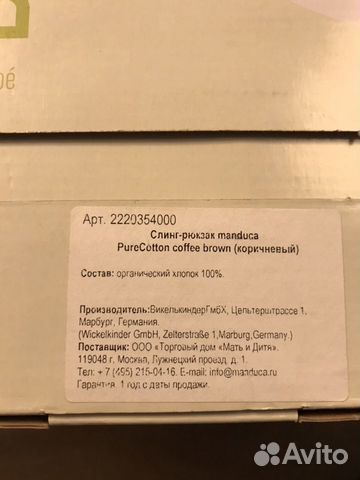 bé
Арт. 2220354000
Слинг-рюкзак manduca
PureCotton coffee brown (коричневый)
Состав: органический хлопок 100%.
Производитель:ВикелькиндерГмбХ, Цельтерштрассе 1,
Марбург, Германия.
(Wickelkinder GmbH, Zelterstraße 1,Marburg,Germany.)
Поставщик: ООО «Торговый дом «Мать и Дитя».
119048 г. Москва, Лужнецкий проезд, д. 1.
Тел: + 7 (495) 215-04-16. E-mail: info@manduca.ru
Гарантия: 1 год с даты продажи.
Avito